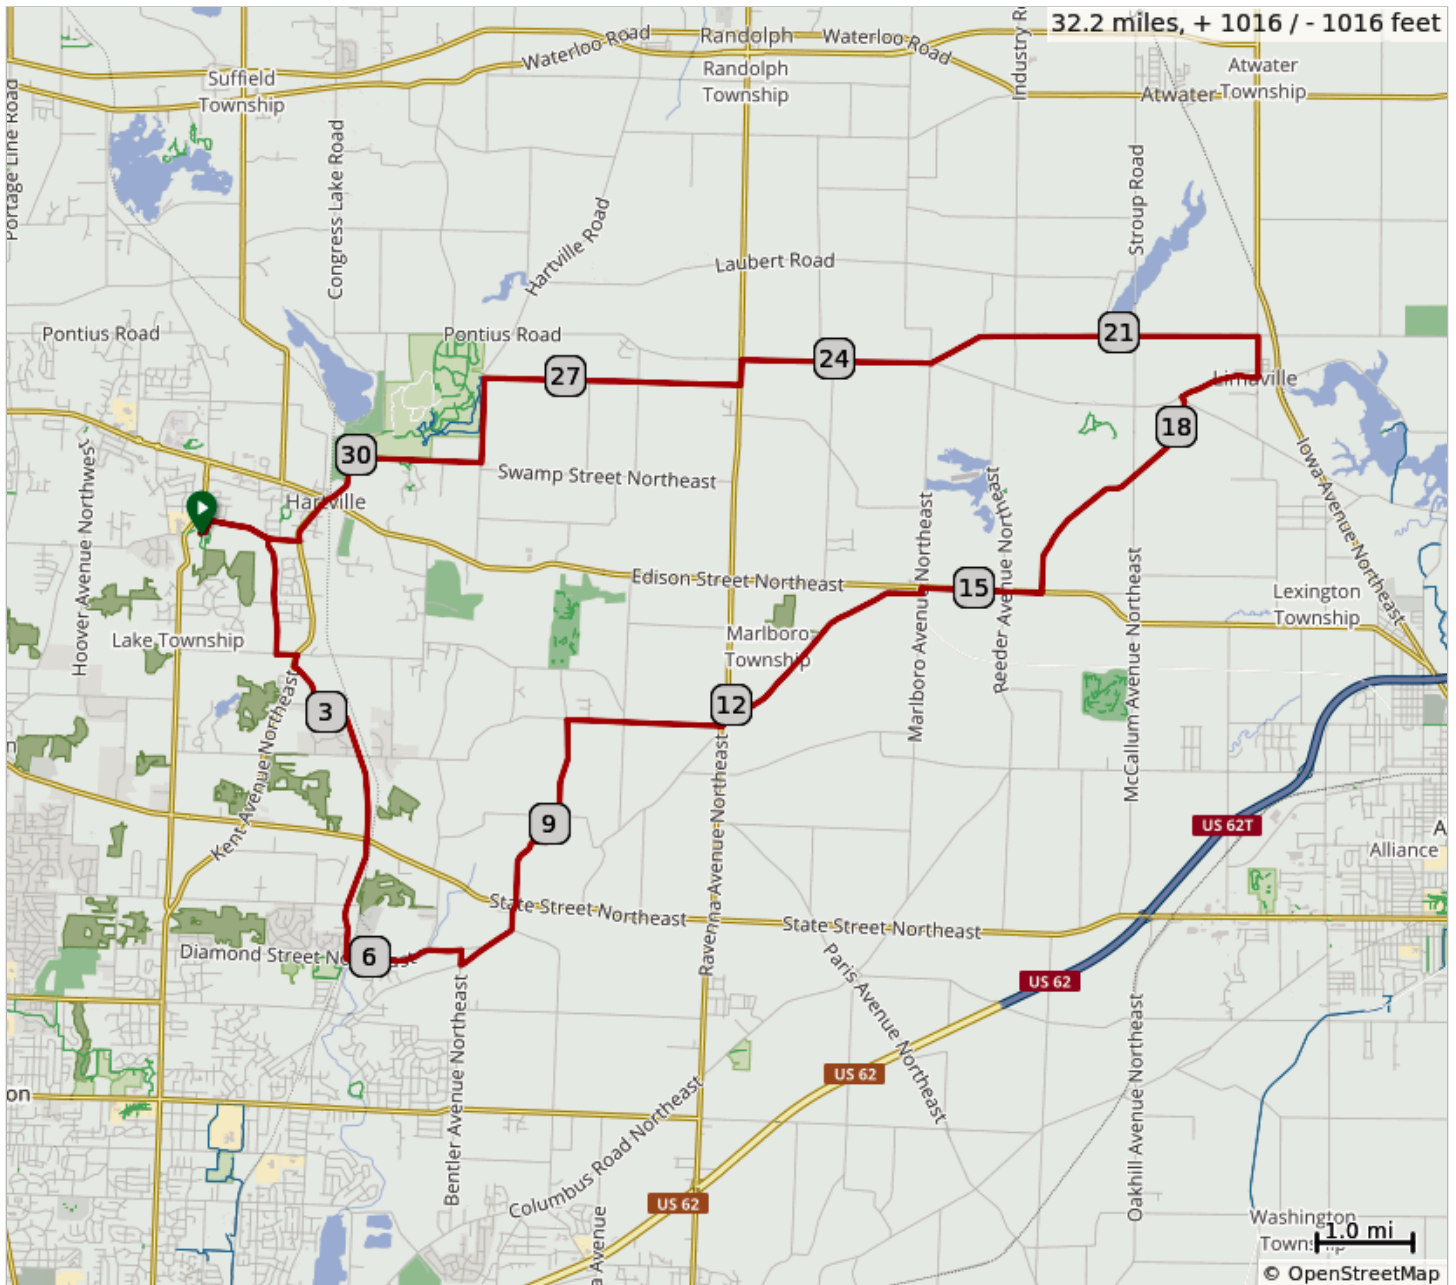 32.2 miles, + 1016 / - 1016 feet
Waterloo Road
Randolph
Waterloo Road
Suffield
Township
Randolph
Township
Atwater
Township
Atwater
Portage Line Road
Congress Lake Road
Hartville Road
Stroup Road
Laubert Road
Pontius Road
Pontius Road
21
24
27
Limaville
18
30
Swamp Street Northeast
Hartville
Hoover Avenue Northwest
Iowa Avenue Northeast
Marlboro Avenue Northeast
Reeder Avenue Northeast
Edison Street Northeast
15
Lexington
Township
Lake Township
Marlboro
Township
McCallum Avenue Northeast
Kent Avenue Northeast
3
12
Ravenna Avenue Northeast
9
US 62T
A
Alliance
State Street Northeast
State Street Northeast
Diamond Street
6
Paris Avenue Northeast
US 62
Bentler Avenue Northeast
Oakhill Avenue Northeast
US 62
on
Columbus Road Northeast
US 62
a Avenue
Washington
1.0 mi
© OpenStreetMap